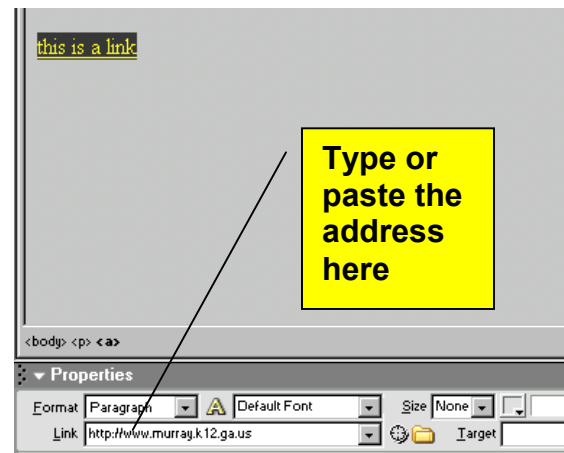 this is a link
Type or
paste the
address
here
<body> <p> <a>
Properties
Format Paragraph A Default Font Size None
Link http://www.murray.k12.ga.us Target